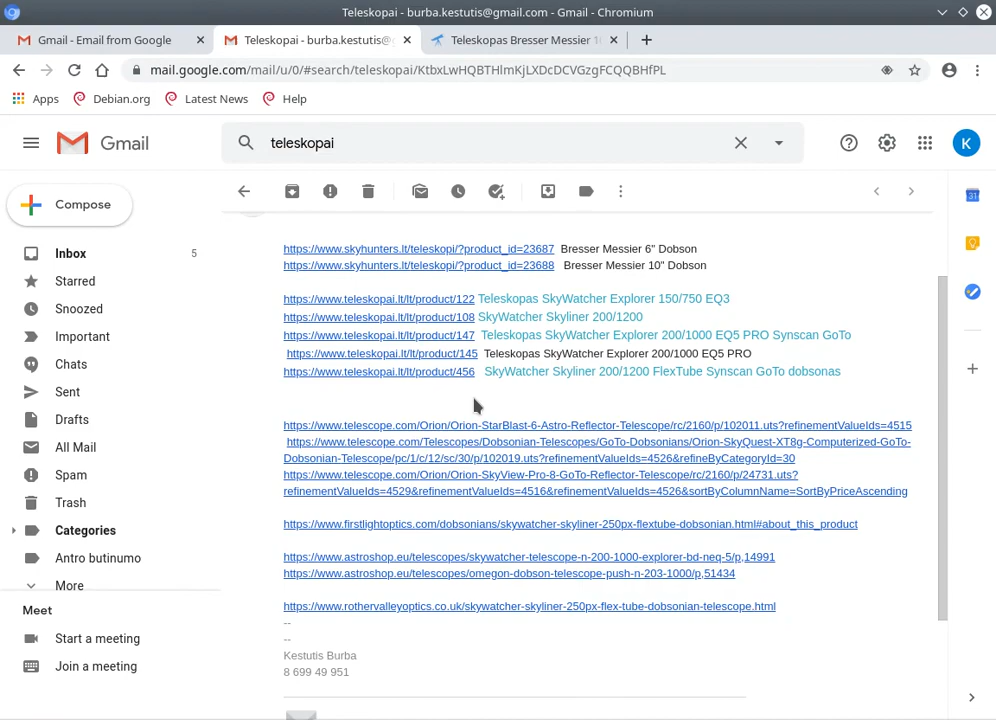 Teleskopai - burba.kestutis@gmail.com - Gmail - Chromium
Gmail - Email from Google
Teleskopai - burba.kestutis@g
Teleskopas Bresser Messier 1
mail.google.com/mail/u/0/#search/teleskopai/KtbxLwHQBTHlmKjLXDcDCVGzgFCQQBHfPL
Apps
Debian.org
Latest News
Help
Gmail
teleskopai
K
Compose
31
Inbox 5
Starred
Snoozed
Important
Chats
Sent
Drafts
All Mail
Spam
Trash
Categories
Antro butinumo
More
Meet
Start a meeting
Join a meeting
https://www.skyhunters.lt/teleskopi/?product_id=23687 Bresser Messier 6" Dobson
https://www.skyhunters.lt/teleskopi/?product_id=23688 Bresser Messier 10" Dobson
https://www.teleskopai.lt/lt/product/122 Teleskopas SkyWatcher Explorer 150/750 EQ3
https://www.teleskopai.lt/lt/product/108 SkyWatcher Skyliner 200/1200
https://www.teleskopai.lt/lt/product/147 Teleskopas SkyWatcher Explorer 200/1000 EQ5 PRO Synscan GoTo
https://www.teleskopai.lt/lt/product/145 Teleskopas SkyWatcher Explorer 200/1000 EQ5 PRO
https://www.teleskopai.lt/lt/product/456 SkyWatcher Skyliner 200/1200 FlexTube Synscan GoTo dobsonas
https://www.telescope.com/Orion/Orion-StarBlast-6-Astro-Reflector-Telescope/rc/2160/p/102011.uts?refinementValueIds=4515
https://www.telescope.com/Telescopes/Dobsonian-Telescopes/GoTo-Dobsonians/Orion-SkyQuest-XT8g-Computerized-GoTo-
Dobsonian-Telescope/pc/1/c/12/sc/30/p/102019.uts?refinementValueIds=4526&refineByCategoryId=30
https://www.telescope.com/Orion/Orion-SkyView-Pro-8-GoTo-Reflector-Telescope/rc/2160/p/24731.uts?
refinementValueIds=4529&refinementValueIds=4516&refinementValueIds=4526&sortByColumnName=SortByPriceAscending
https://www.firstlightoptics.com/dobsonians/skywatcher-skyliner-250px-flextube-dobsonian.html#about_this_product
https://www.astroshop.eu/telescopes/skywatcher-telescope-n-200-1000-explorer-bd-neq-5/p,14991
https://www.astroshop.eu/telescopes/omegon-dobson-telescope-push-n-203-1000/p,51434
https://www.rothervalleyoptics.co.uk/skywatcher-skyliner-250px-flex-tube-dobsonian-telescope.html
--
--
Kestutis Burba
8 699 49 951